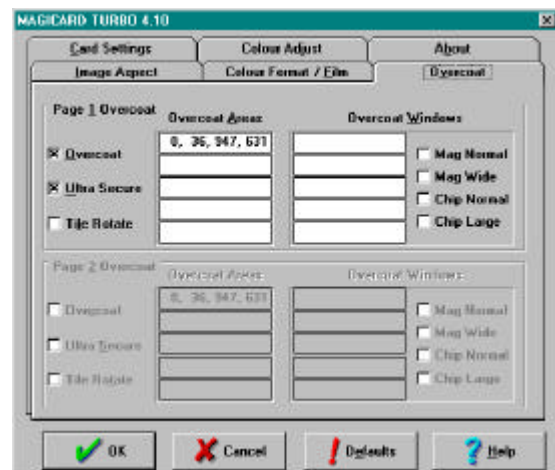 MAGICARD TURBO 4.10
Card Settings
Colour Adjust
About
Image Aspect
Colour Format / Film
Overcoat
Page 1 Overcoat
Overcoat Areas
Overcoat Windows
0, 36, 947, 631
Overcoat
Mag Normal
Mag Wide
Ultra Secure
Chip Normal
Tile Rotate
Chip Large
Page 2 Overcoat
Overcoat Areas
Overcoat Windows
0, 36, 947, 631
Overcoat
Mag Normal
Mag Wide
Ultra Secure
Chip Normal
Tile Rotate
Chip Large
OK
Cancel
Defaults
Help